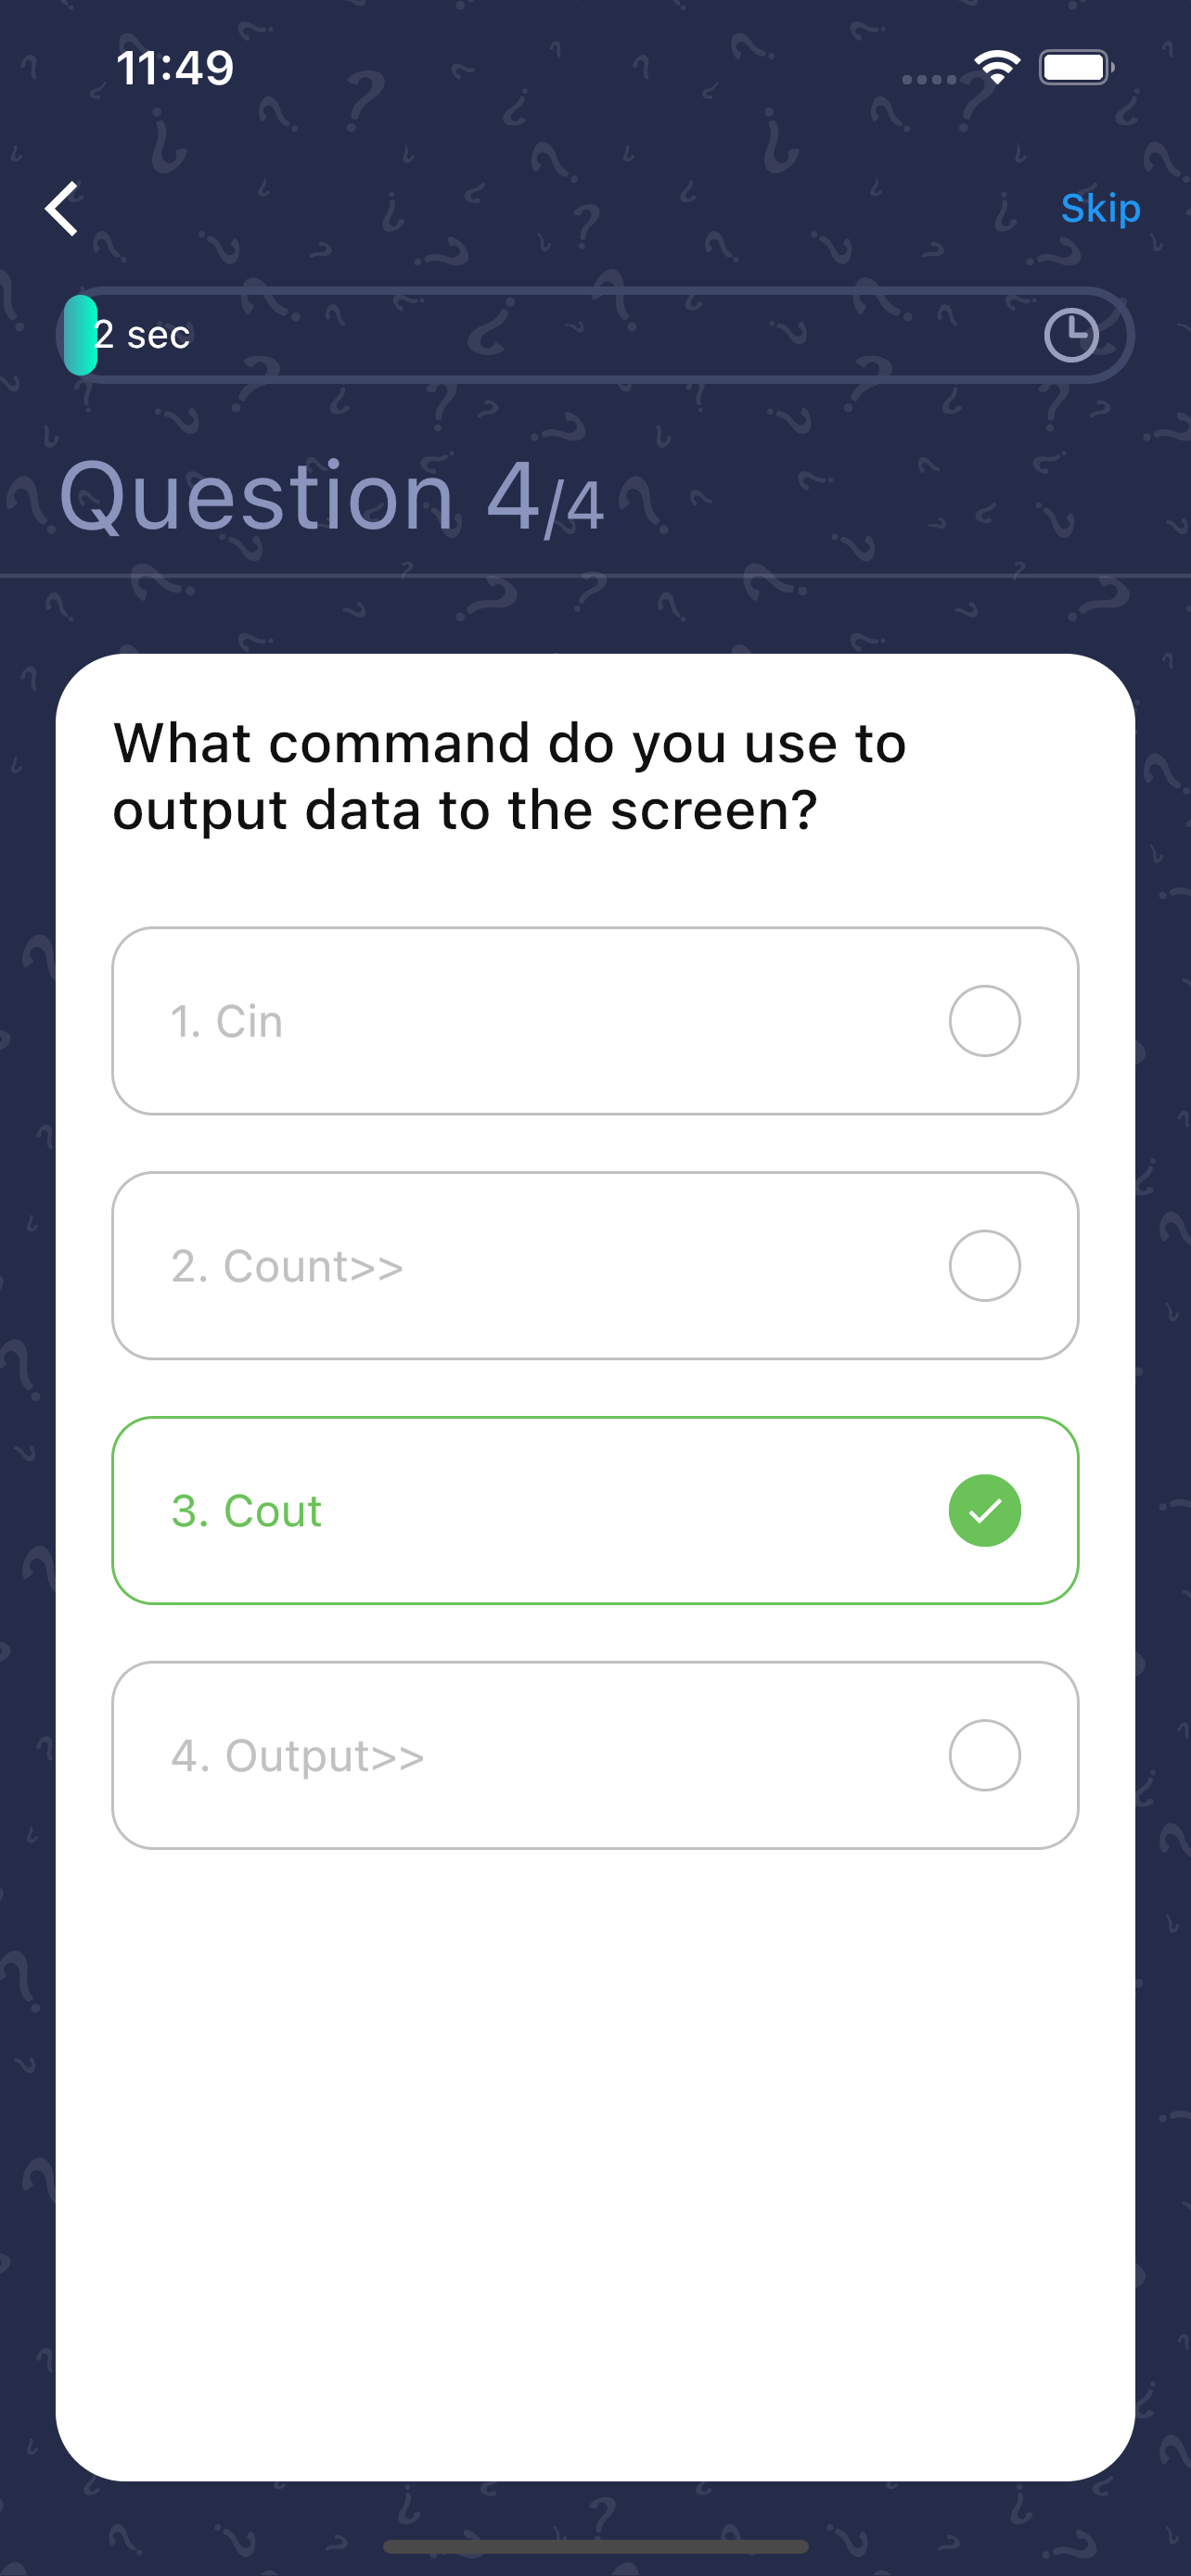 11:49
Skip
2 sec
Question 4/4
What command do you use to
output data to the screen?
1. Cin
2. Count>>
3. Cout
4. Output>>